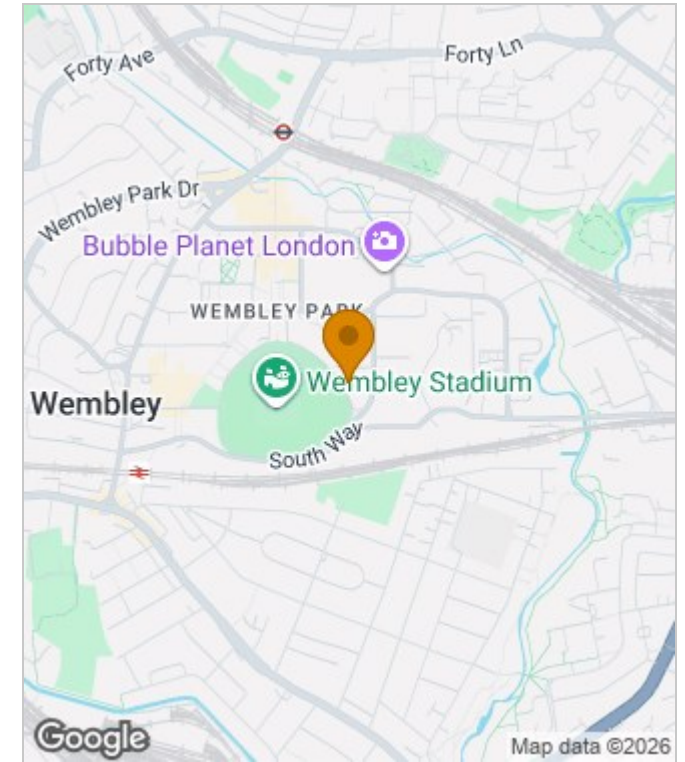 Forty Ave
Forty Ln
Wembley Park Dr
Bubble Planet London
WEMBLEY PARK
Wembley Stadium
Wembley
South Way
Google
Map data ©2026